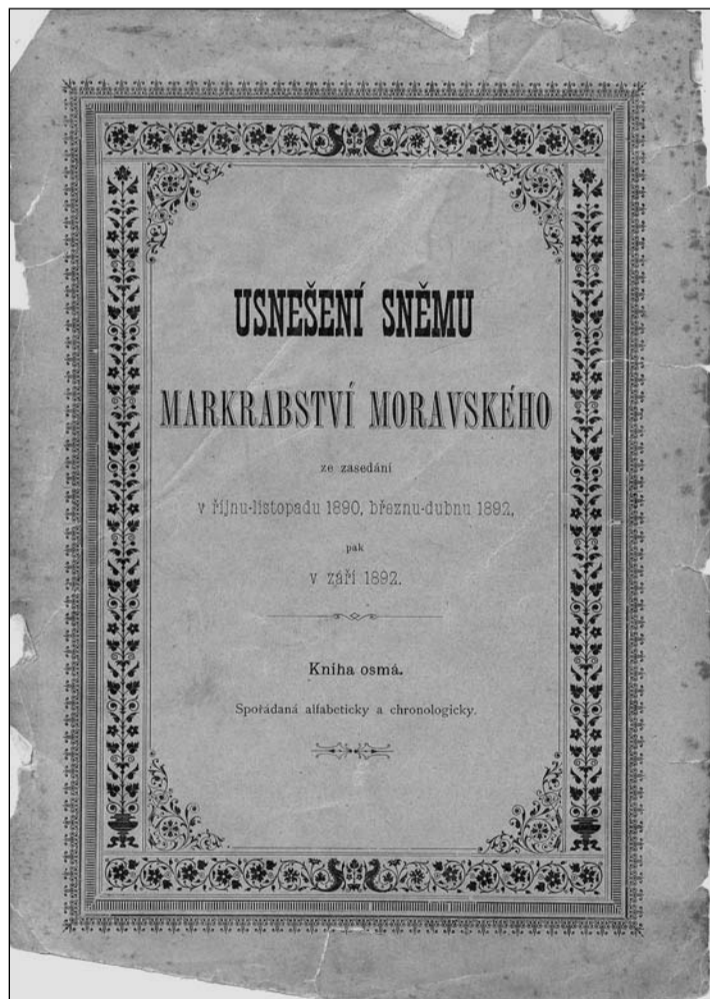 USNEŠENÍ SNĚMU
MARKRABSTVÍ MORAVSKÉHO
ze zasedání
v říjnu-listopadu 1890, březnu-dubnu 1892,
pak
v září 1892.
Kniha osmá.
Spořádaná alfabeticky a chronologicky.